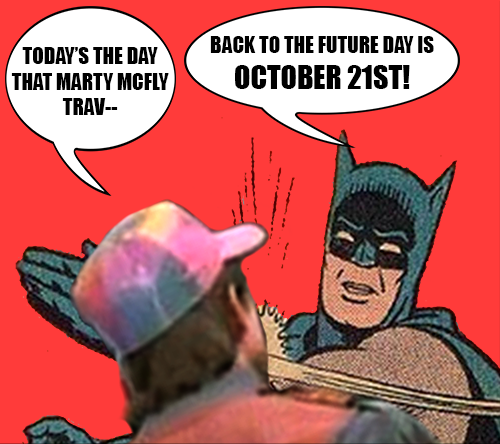 TODAY'S THE DAY
THAT MARTY MCFLY
TRAV--
BACK TO THE FUTURE DAY IS
OCTOBER 21ST!